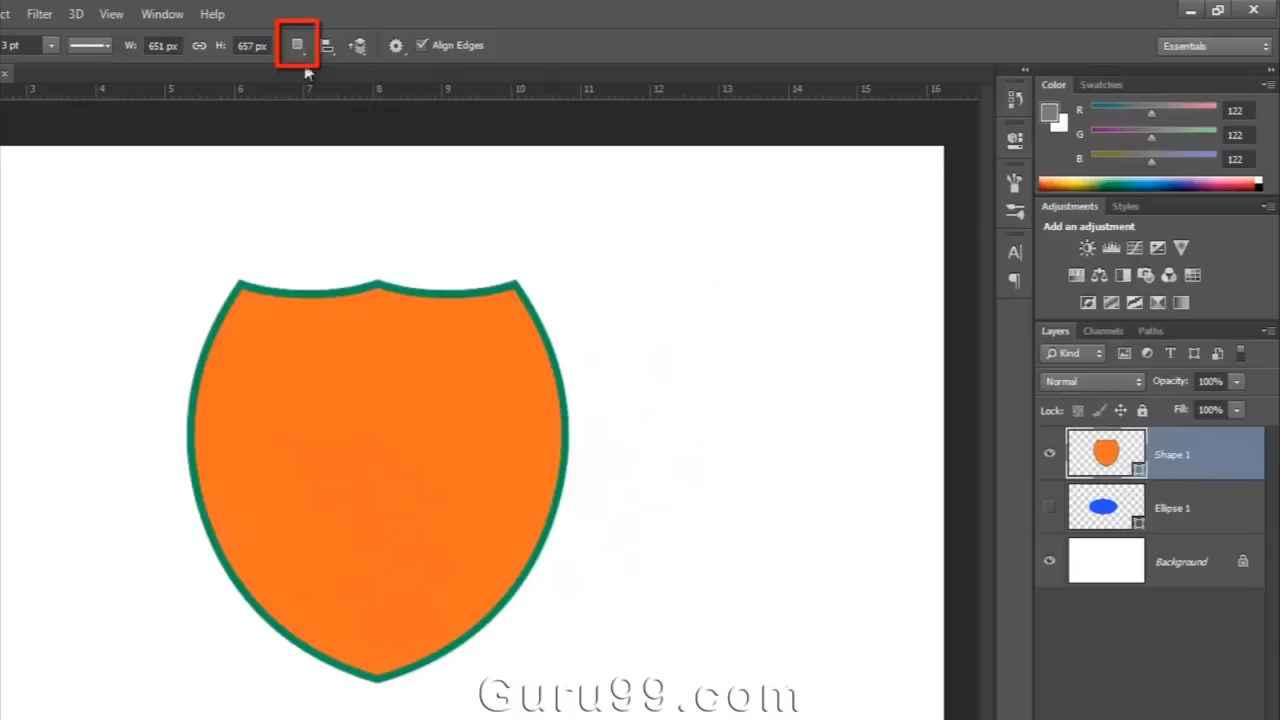 ct Filter 3D View Window Help
3 pt W: 651 px H: 657 px Align Edges Essentials
x
3 4 5 6 7 8 9 10 11 12 13 14 15 16
Color Swatches
R 122
G 122
B 122
Adjustments Styles
Add an adjustment
Layers Channels Paths
Kind
Normal Opacity: 100%
Lock: Fill: 100%
Shape 1
Ellipse 1
Background
Guru99.com